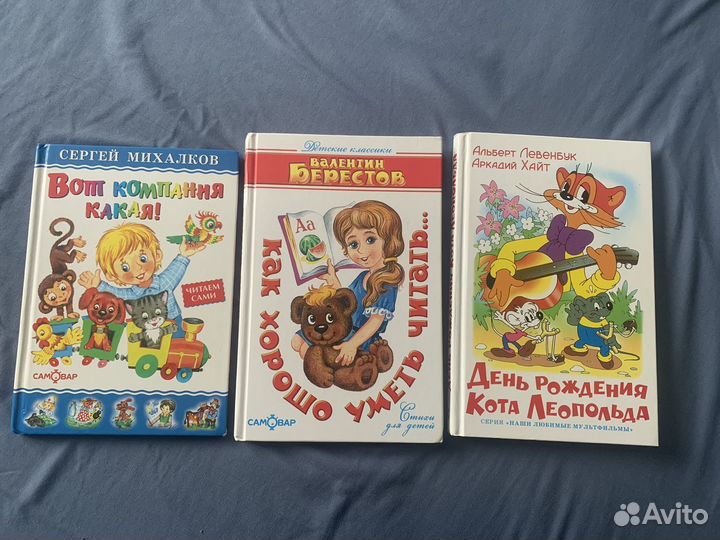 СЕРГЕЙ МИХАЛКОВ
ВОТ КОМПАНИЯ
КАКАЯ!
ЧИТАЕМ
САМИ
САМОВАР
Детские классики
ВАЛЕНТИН
БЕРЕСТОВ
Аа
КАК ХОРОШО УМЕТЬ ЧИТАТЬ...
Стихи
для детей
САМОВАР
Альберт Левенбук
Аркадий Хайт
День рождения
Кота Леопольда
СЕРИЯ «НАШИ ЛЮБИМЫЕ МУЛЬТФИЛЬМЫ»
Avito